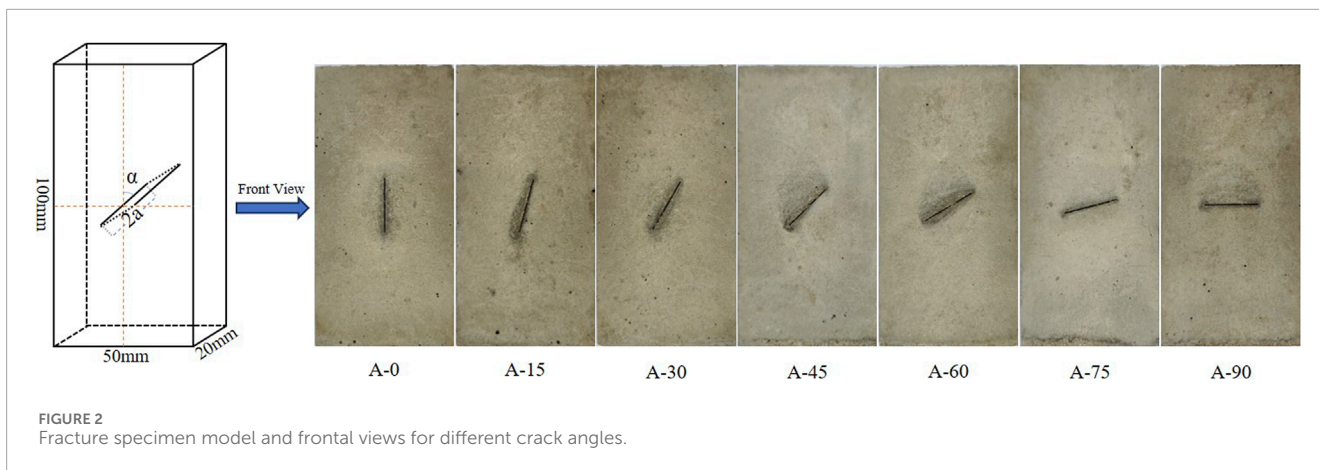 100mm
α
2a
50mm
20mm
Front View
A-0
A-15
A-30
A-45
A-60
A-75
A-90
FIGURE 2
Fracture specimen model and frontal views for different crack angles.